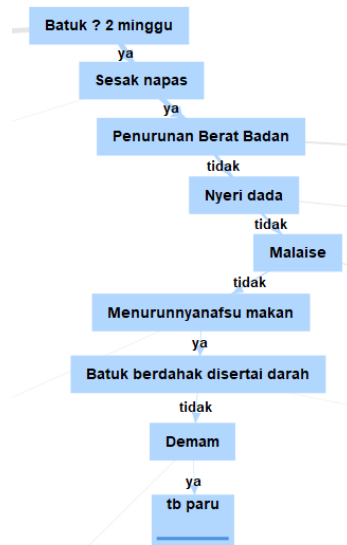 Batuk ? 2 minggu
ya
Sesak napas
ya
Penurunan Berat Badan
tidak
Nyeri dada
tidak
Malaise
tidak
Menurunnyanafsu makan
ya
Batuk berdahak disertai darah
tidak
Demam
ya
tb paru